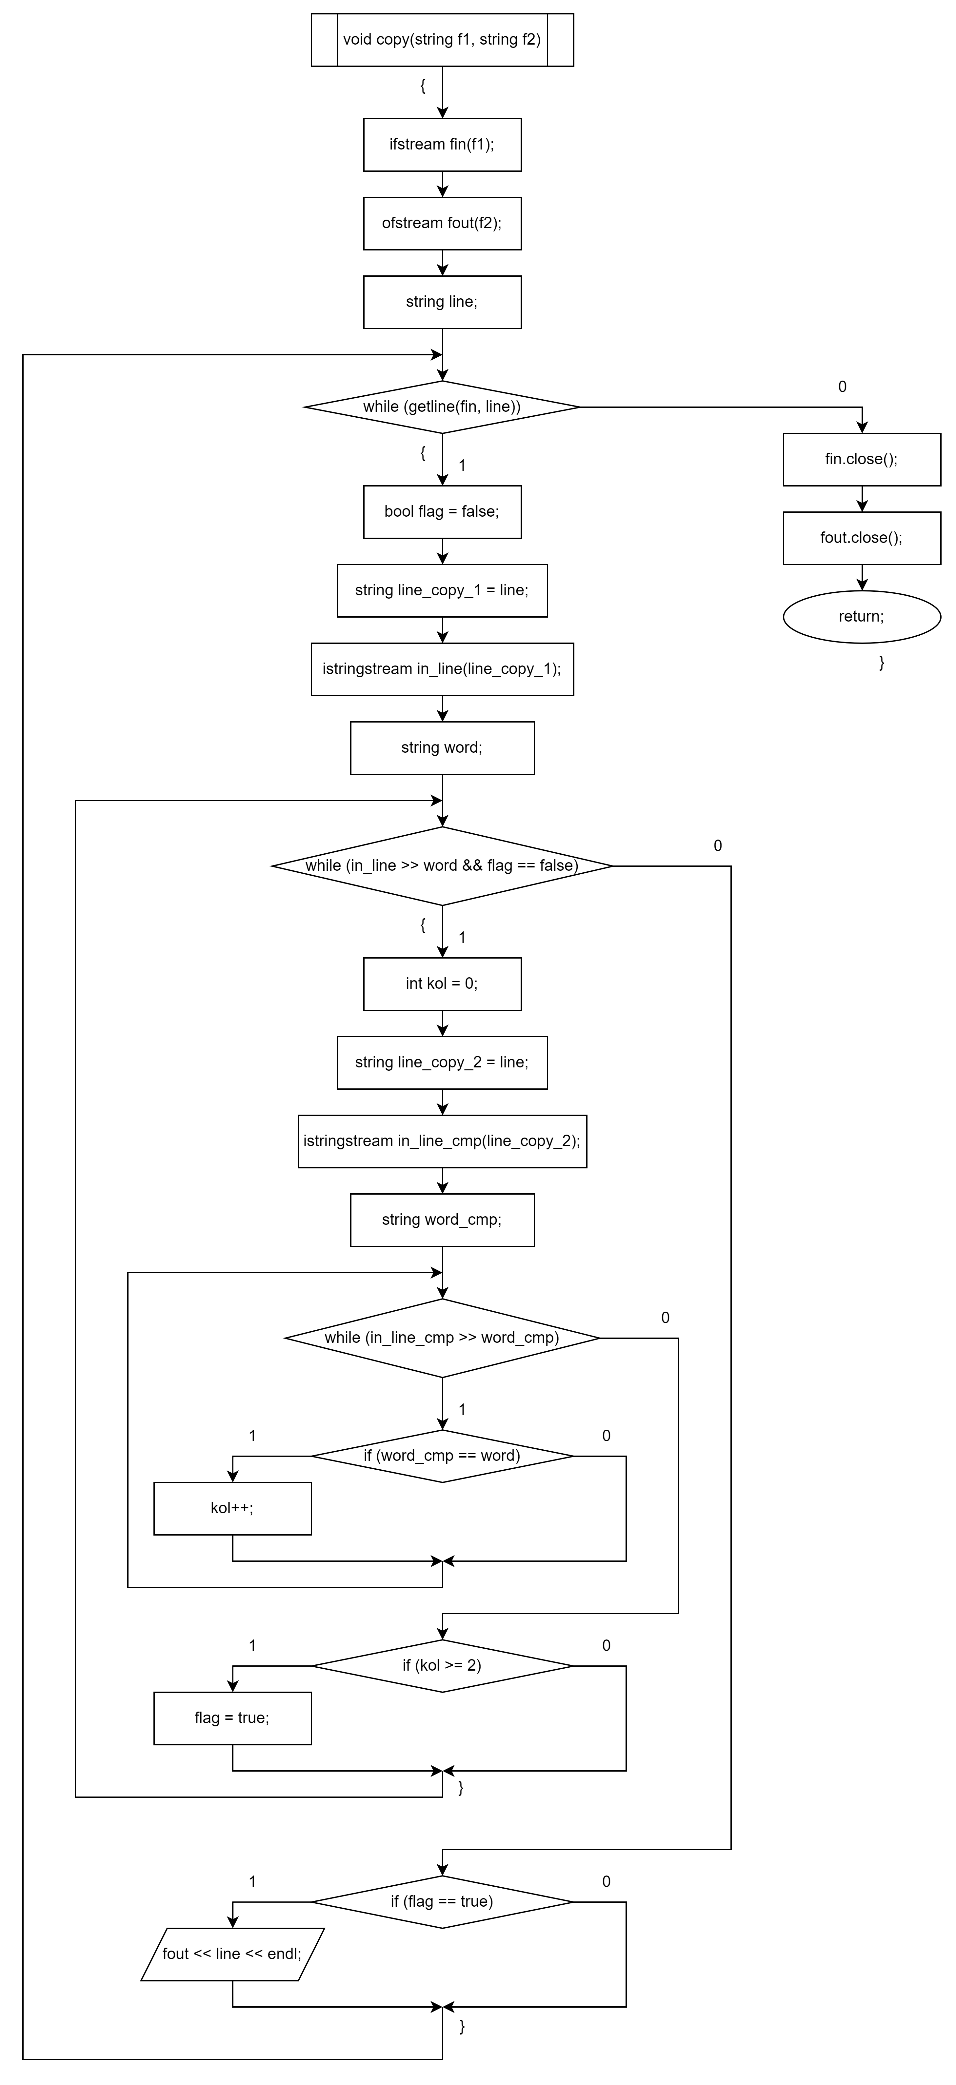 void copy(string f1, string f2)
{
ifstream fin(f1);
ofstream fout(f2);
string line;
while (getline(fin, line))
0
{
1
fin.close();
bool flag = false;
fout.close();
string line_copy_1 = line;
return;
}
istringstream in_line(line_copy_1);
string word;
while (in_line >> word && flag == false)
0
{
1
int kol = 0;
string line_copy_2 = line;
istringstream in_line_cmp(line_copy_2);
string word_cmp;
while (in_line_cmp >> word_cmp)
0
1
1
if (word_cmp == word)
0
kol++;
1
if (kol >= 2)
0
flag = true;
}
1
if (flag == true)
0
fout << line << endl;
}